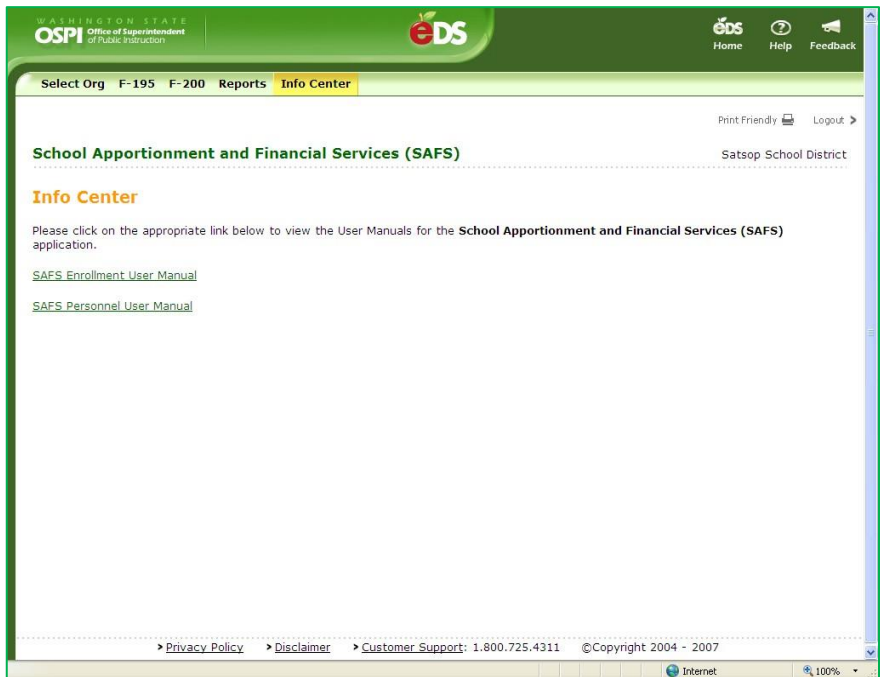 WASHINGTON STATE
OSPI Office of Superintendent
of Public Instruction
eDS
eDS
Home Help Feedback
Select Org F-195 F-200 Reports Info Center
Print Friendly Logout >
School Apportionment and Financial Services (SAFS) Satsop School District
Info Center
Please click on the appropriate link below to view the User Manuals for the School Apportionment and Financial Services (SAFS)
application.
SAFS Enrollment User Manual
SAFS Personnel User Manual
> Privacy Policy > Disclaimer > Customer Support: 1.800.725.4311 ©Copyright 2004 - 2007
Internet 100%